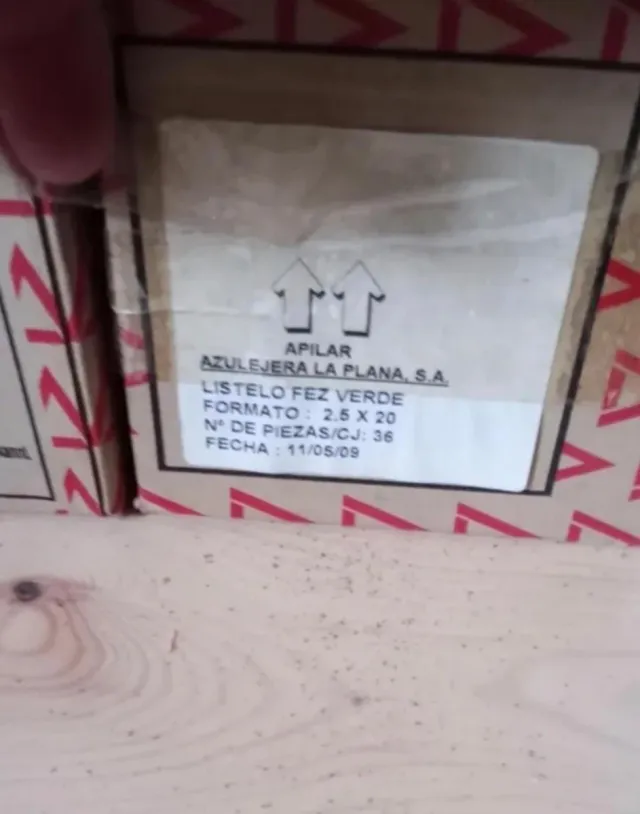 APILAR
AZULEJERA LA PLANA, S.A.
LISTELO FEZ VERDE
FORMATO : 2.5 X 20
Nº DE PIEZAS/CJ: 36
FECHA : 11/05/09